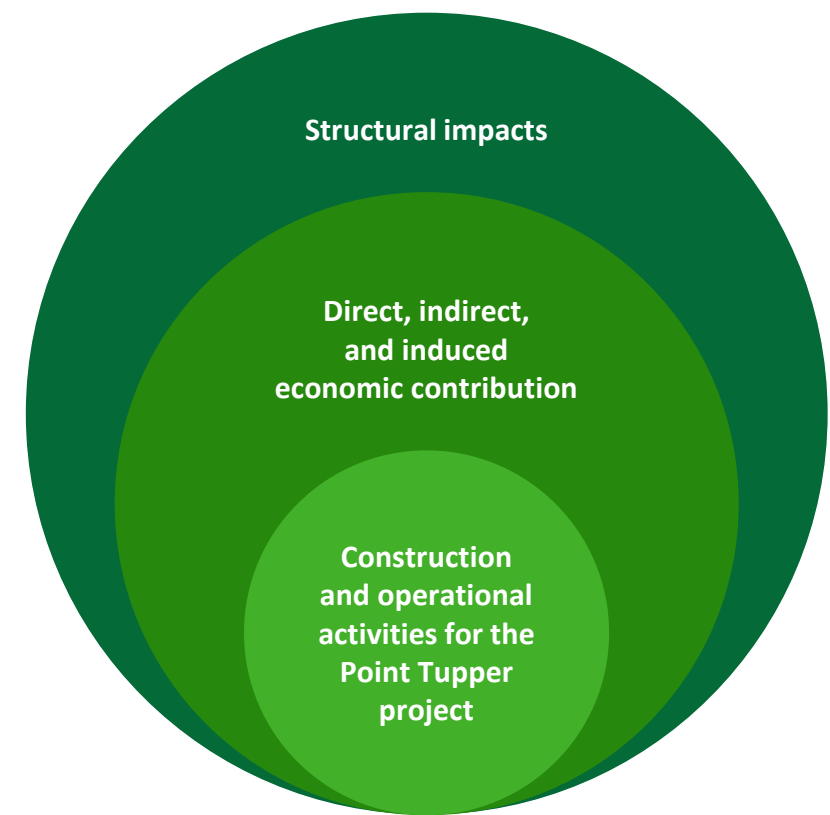 Structural impacts
Direct, indirect,
and induced
economic contribution
Construction
and operational
activities for the
Point Tupper
project